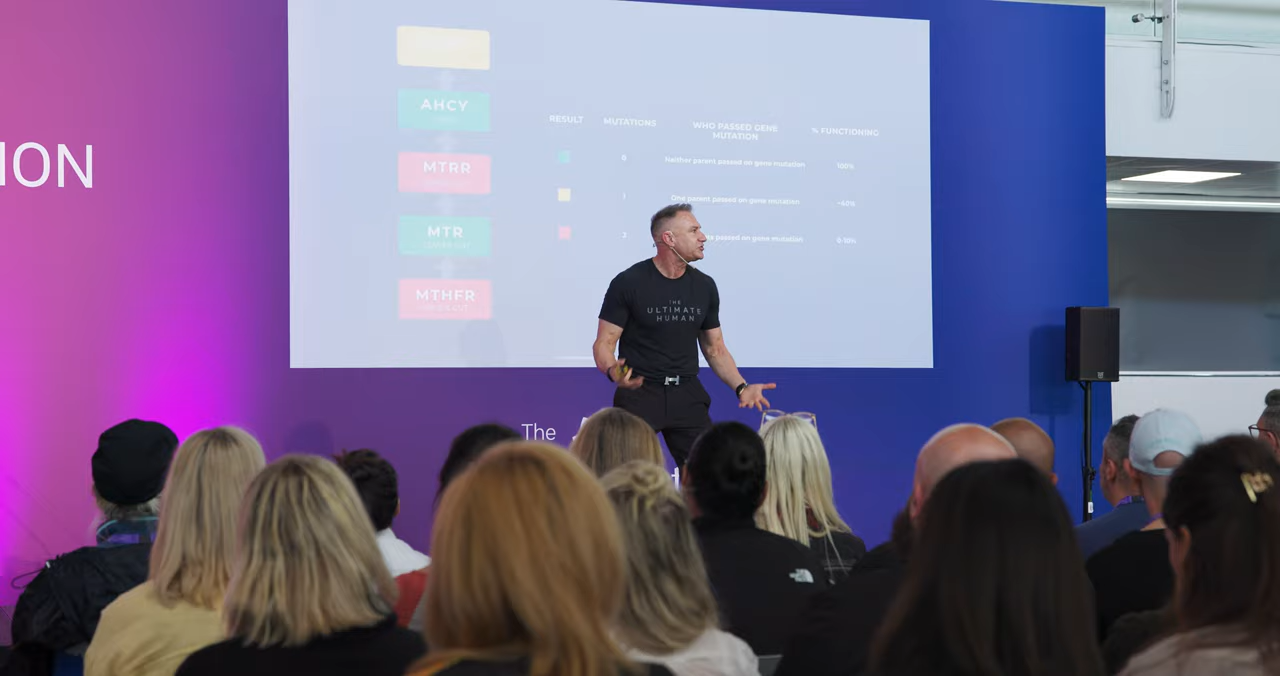 ION
AHCY
MTRR
MTR
MTHFR
RESULT
MUTATIONS
WHO PASSED GENE
MUTATION
% FUNCTIONING
0
Neither parent passed on gene mutation
100%
1
One parent passed on gene mutation
~40%
2
passed on gene mutation
0-10%
THE
ULTIMATE
HUMAN
The